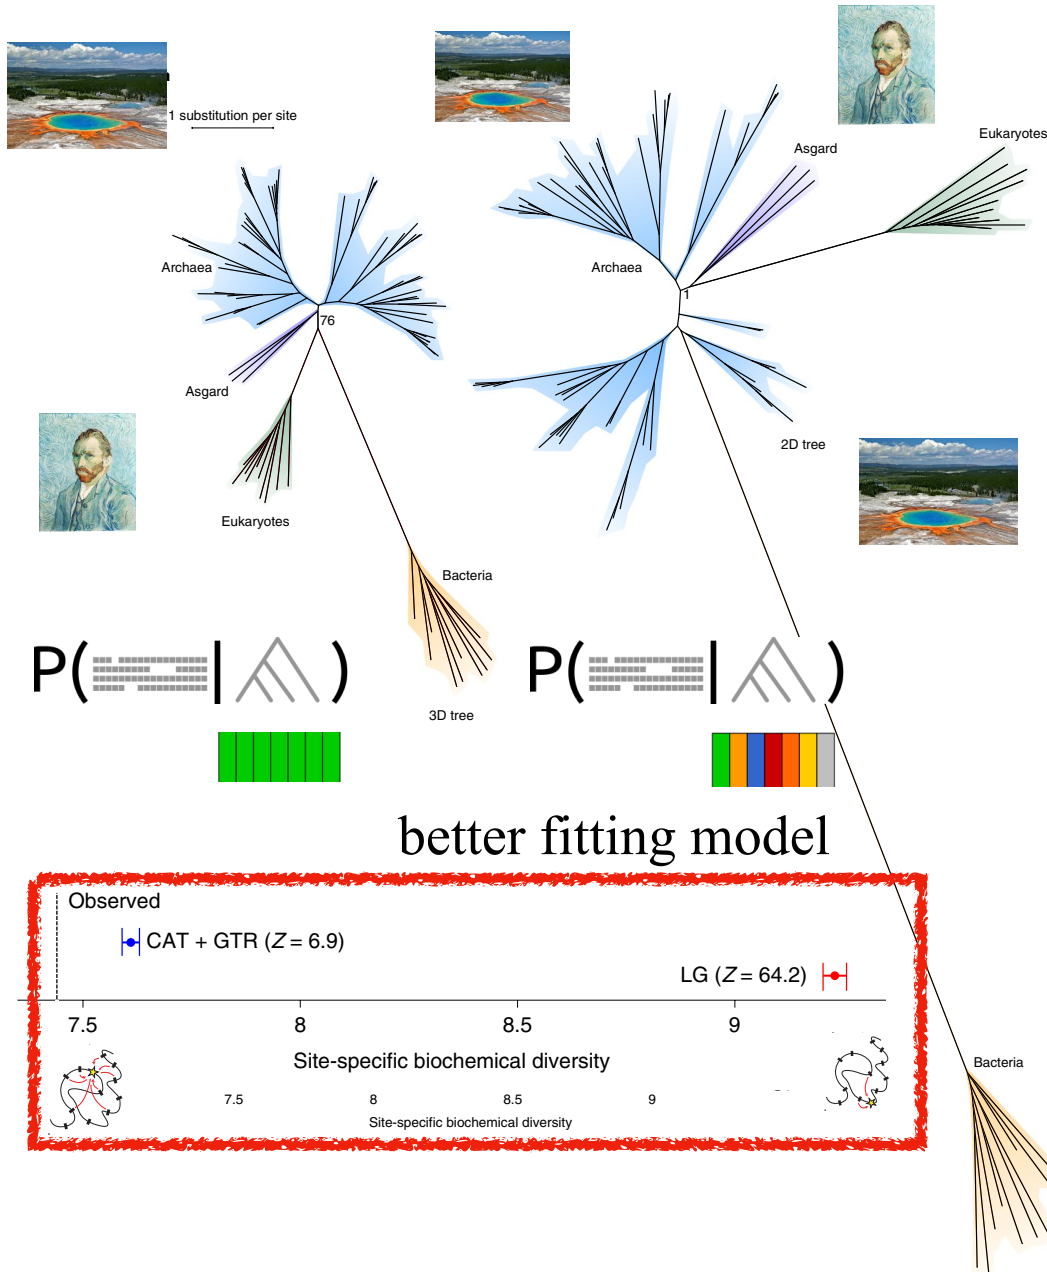 1 substitution per site
Asgard
Eukaryotes
Archaea
Archaea
76
1
Asgard
2D tree
Eukaryotes
Bacteria
P( | )
P( | )
3D tree
better fitting model
Observed
CAT + GTR (Z = 6.9)
LG (Z = 64.2)
7.5 8 8.5 9
Site-specific biochemical diversity
Bacteria
7.5 8 8.5 9
Site-specific biochemical diversity